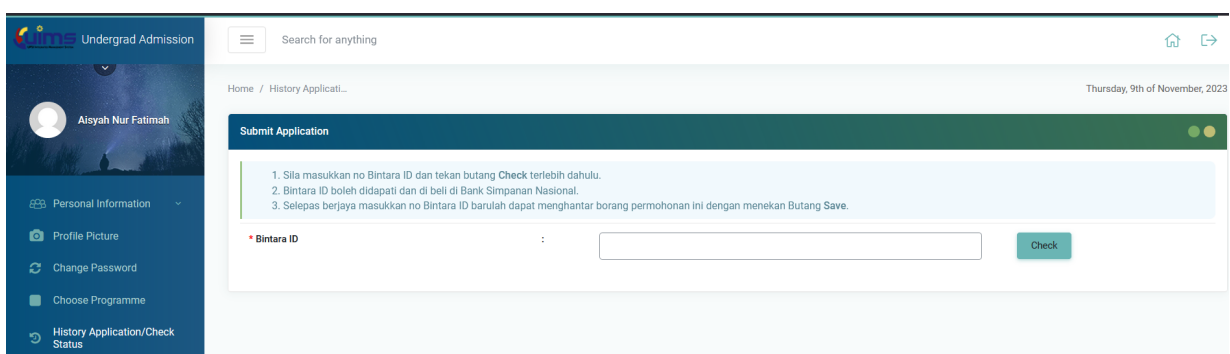 uims Undergrad Admission
Search for anything
Aisyah Nur Fatimah
Personal Information
Profile Picture
Change Password
Choose Programme
History Application/Check
Status
Home / History Applicati...
Thursday, 9th of November, 2023
Submit Application
1. Sila masukkan no Bintara ID dan tekan butang Check terlebih dahulu.
2. Bintara ID boleh didapati dan di beli di Bank Simpanan Nasional.
3. Selepas berjaya masukkan no Bintara ID barulah dapat menghantar borang permohonan ini dengan menekan Butang Save.
* Bintara ID :
Check